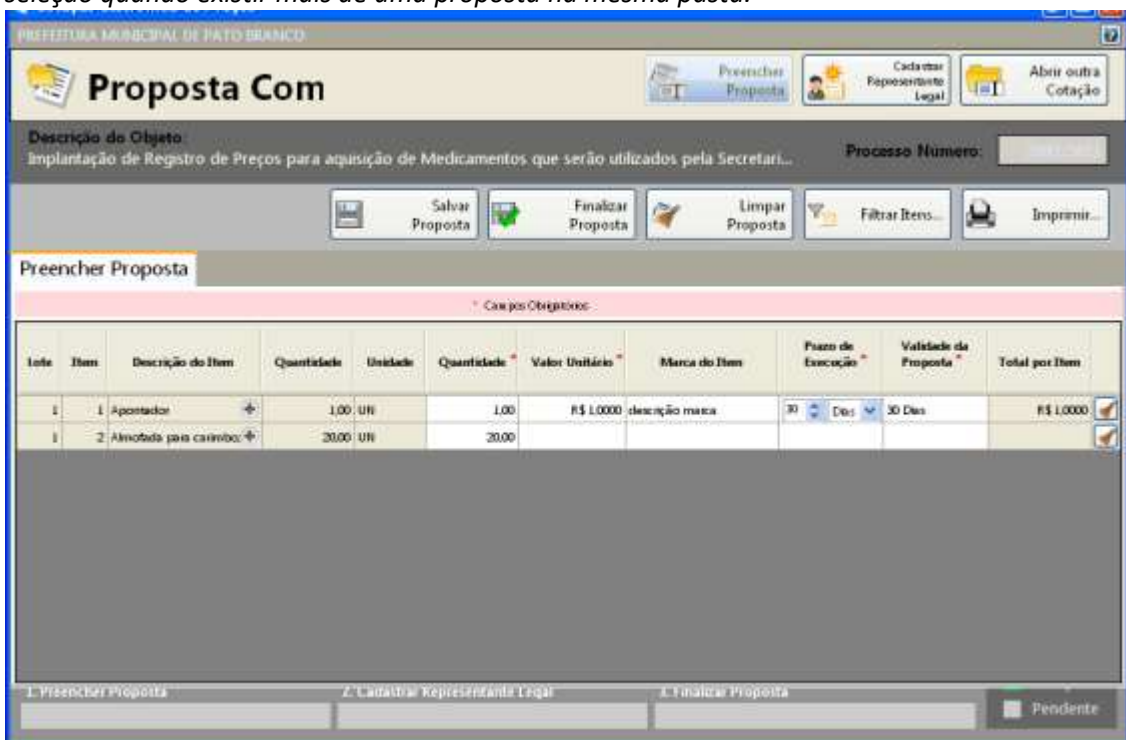 seleção quando existir mais de uma proposta na mesma pasta.
PREFEITURA MUNICIPAL DE PATO BRANCO
Proposta Com
Preencher Proposta
Cadastrar Representante Legal
Abrir outra Cotação
Descrição do Objeto:
Implantação de Registro de Preços para aquisição de Medicamentos que serão utilizados pela Secretari...
Processo Numero:
Salvar Proposta
Finalizar Proposta
Limpar Proposta
Filtrar Itens...
Imprimir...
Preencher Proposta
* Campos Obrigatórios
Lote Item Descrição do Item Quantidade Unidade Quantidade * Valor Unitário * Marca do Item Prazo de Execução * Validade da Proposta * Total por Item
1 1 Apontador + 1,00 UN 1,00 R$ 1,0000 descrição marca 30 Dias 30 Dias R$ 1,0000
1 2 Almofada para carimbo: + 20,00 UN 20,00
1. Preencher Proposta 2. Cadastrar Representante Legal 3. Finalizar Proposta
Pendente